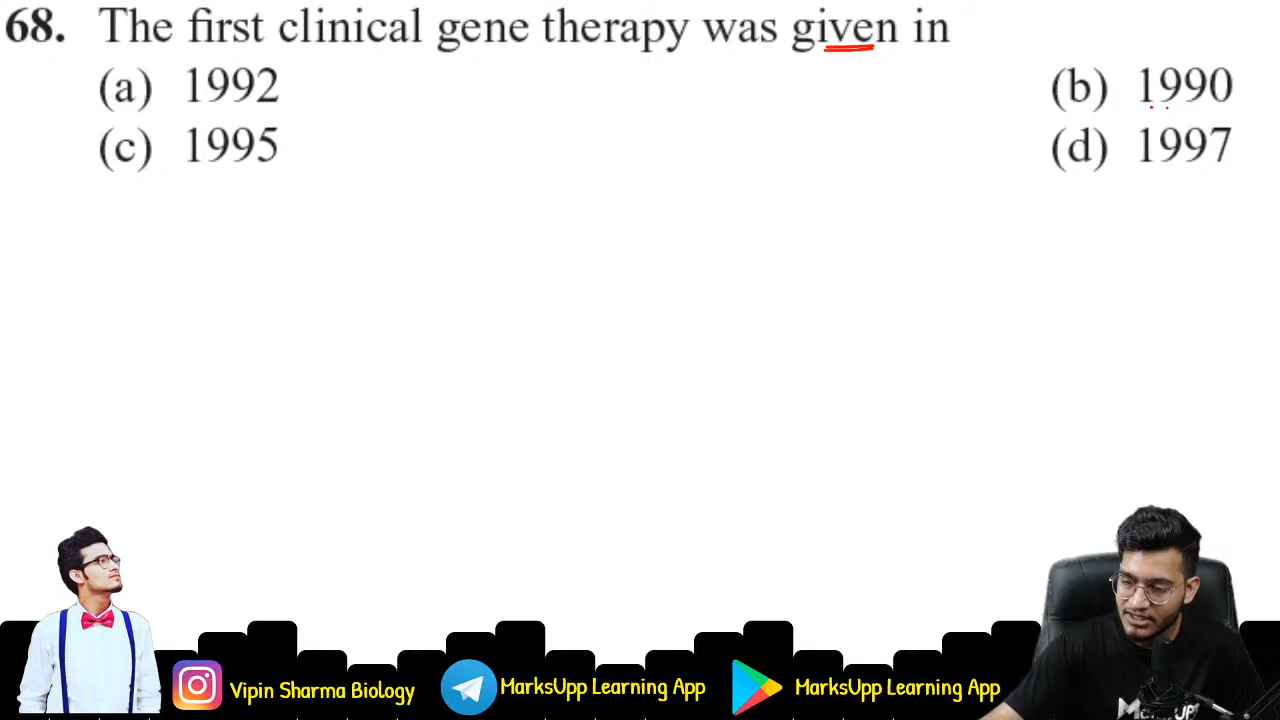 68. The first clinical gene therapy was given in
(a) 1992 (b) 1990
(c) 1995 (d) 1997
Vipin Sharma Biology MarksUpp Learning App MarksUpp Learning App